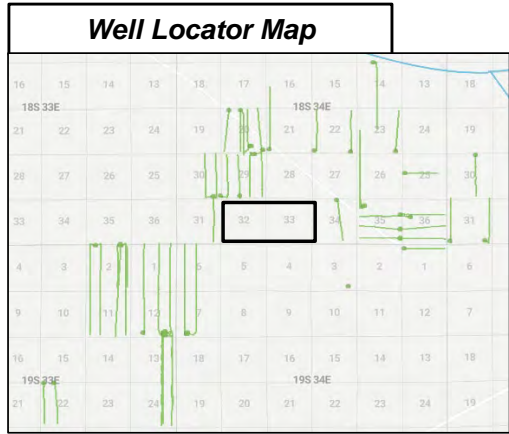 Well Locator Map
16 15 14 13 18 17 16 15 14 13 18
18S 33E 18S 34E
21 22 23 24 19 20 21 22 23 24 19
28 27 26 25 30 29 28 27 26 25 30
33 34 35 36 31 32 33 34 35 36 31
4 3 2 1 6 5 4 3 2 1 6
9 10 11 12 7 8 9 10 11 12 7
16 15 14 13 18 17 16 15 14 13 18
19S 33E 19S 34E
21 22 23 24 19 20 21 22 23 24 19